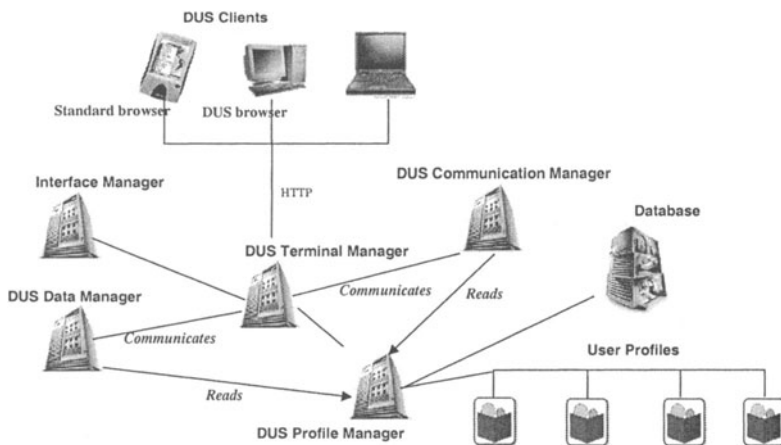 DUS Clients
Standard browser
DUS browser
HTTP
Interface Manager
DUS Communication Manager
Database
DUS Terminal Manager
Communicates
Reads
DUS Data Manager
Communicates
User Profiles
Reads
DUS Profile Manager